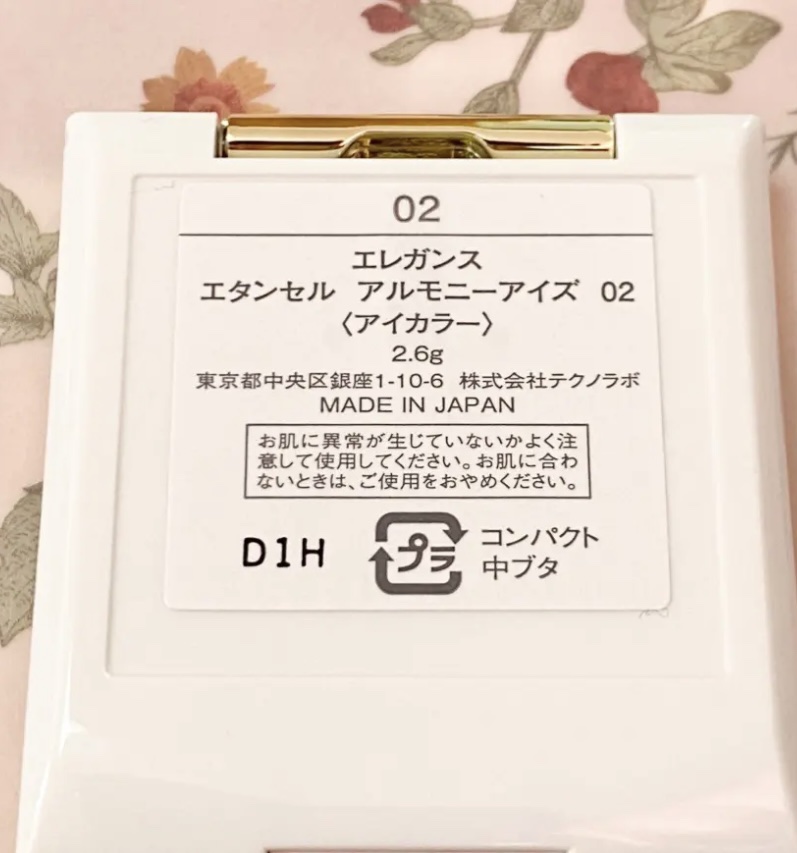 02
エレガンス
エタンセル アルモニーアイズ 02
〈アイカラー〉
2.6g
東京都中央区銀座1-10-6 株式会社テクノラボ
MADE IN JAPAN
お肌に異常が生じていないかよく注
意して使用してください。お肌に合わ
ないときは、ご使用をおやめください。
D1H
プラ
コンパクト
中ブタ